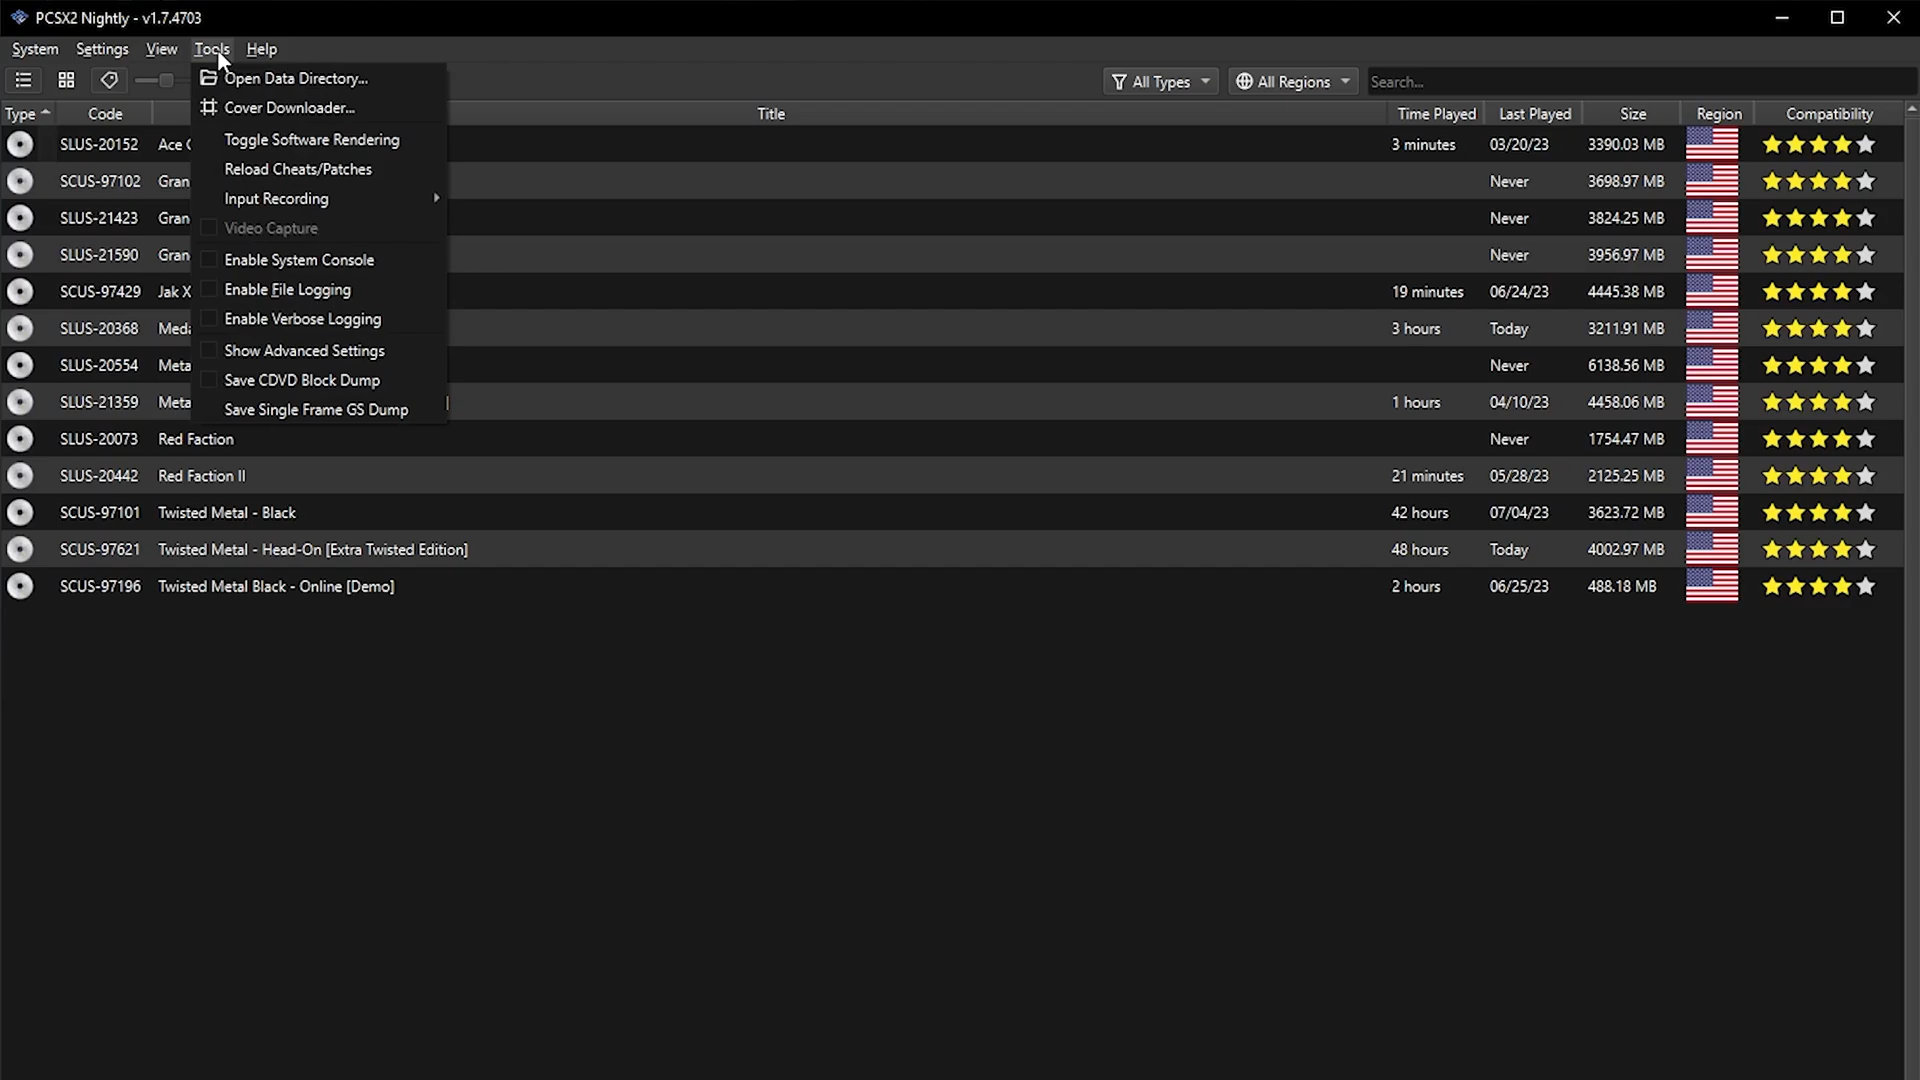 PCSX2 Nightly - v1.7.4703
System Settings View Tools Help
Open Data Directory...
All Types All Regions Search...
Cover Downloader...
Type Code Title Time Played Last Played Size Region Compatibility
Toggle Software Rendering
SLUS-20152 Ace C 3 minutes 03/20/23 3390.03 MB
Reload Cheats/Patches
SCUS-97102 Gran Never 3698.97 MB
Input Recording
SLUS-21423 Gran Never 3824.25 MB
Video Capture
SLUS-21590 Gran Never 3956.97 MB
Enable System Console
SCUS-97429 Jak X 19 minutes 06/24/23 4445.38 MB
Enable File Logging
SLUS-20368 Meda 3 hours Today 3211.91 MB
Enable Verbose Logging
Show Advanced Settings
SLUS-20554 Meta Never 6138.56 MB
Save CDVD Block Dump
SLUS-21359 Meta ] 1 hours 04/10/23 4458.06 MB
Save Single Frame GS Dump
SLUS-20073 Red Faction Never 1754.47 MB
SLUS-20442 Red Faction II 21 minutes 05/28/23 2125.25 MB
SCUS-97101 Twisted Metal - Black 42 hours 07/04/23 3623.72 MB
SCUS-97621 Twisted Metal - Head-On [Extra Twisted Edition] 48 hours Today 4002.97 MB
SCUS-97196 Twisted Metal Black - Online [Demo] 2 hours 06/25/23 488.18 MB